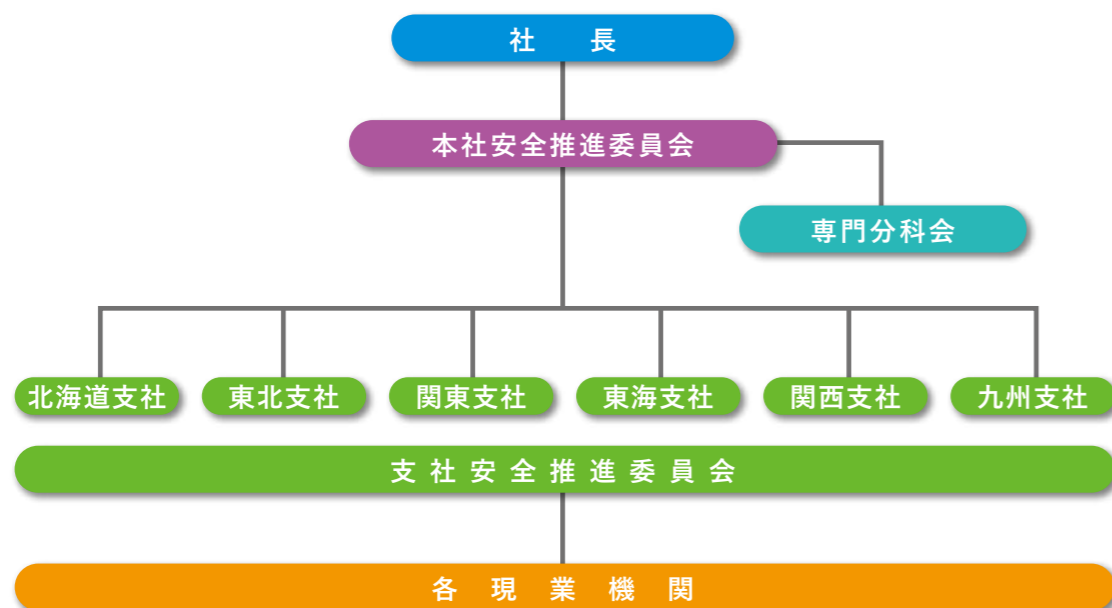 社長
本社安全推進委員会
専門分科会
北海道支社 東北支社 関東支社 東海支社 関西支社 九州支社
支社安全推進委員会
各現業機関